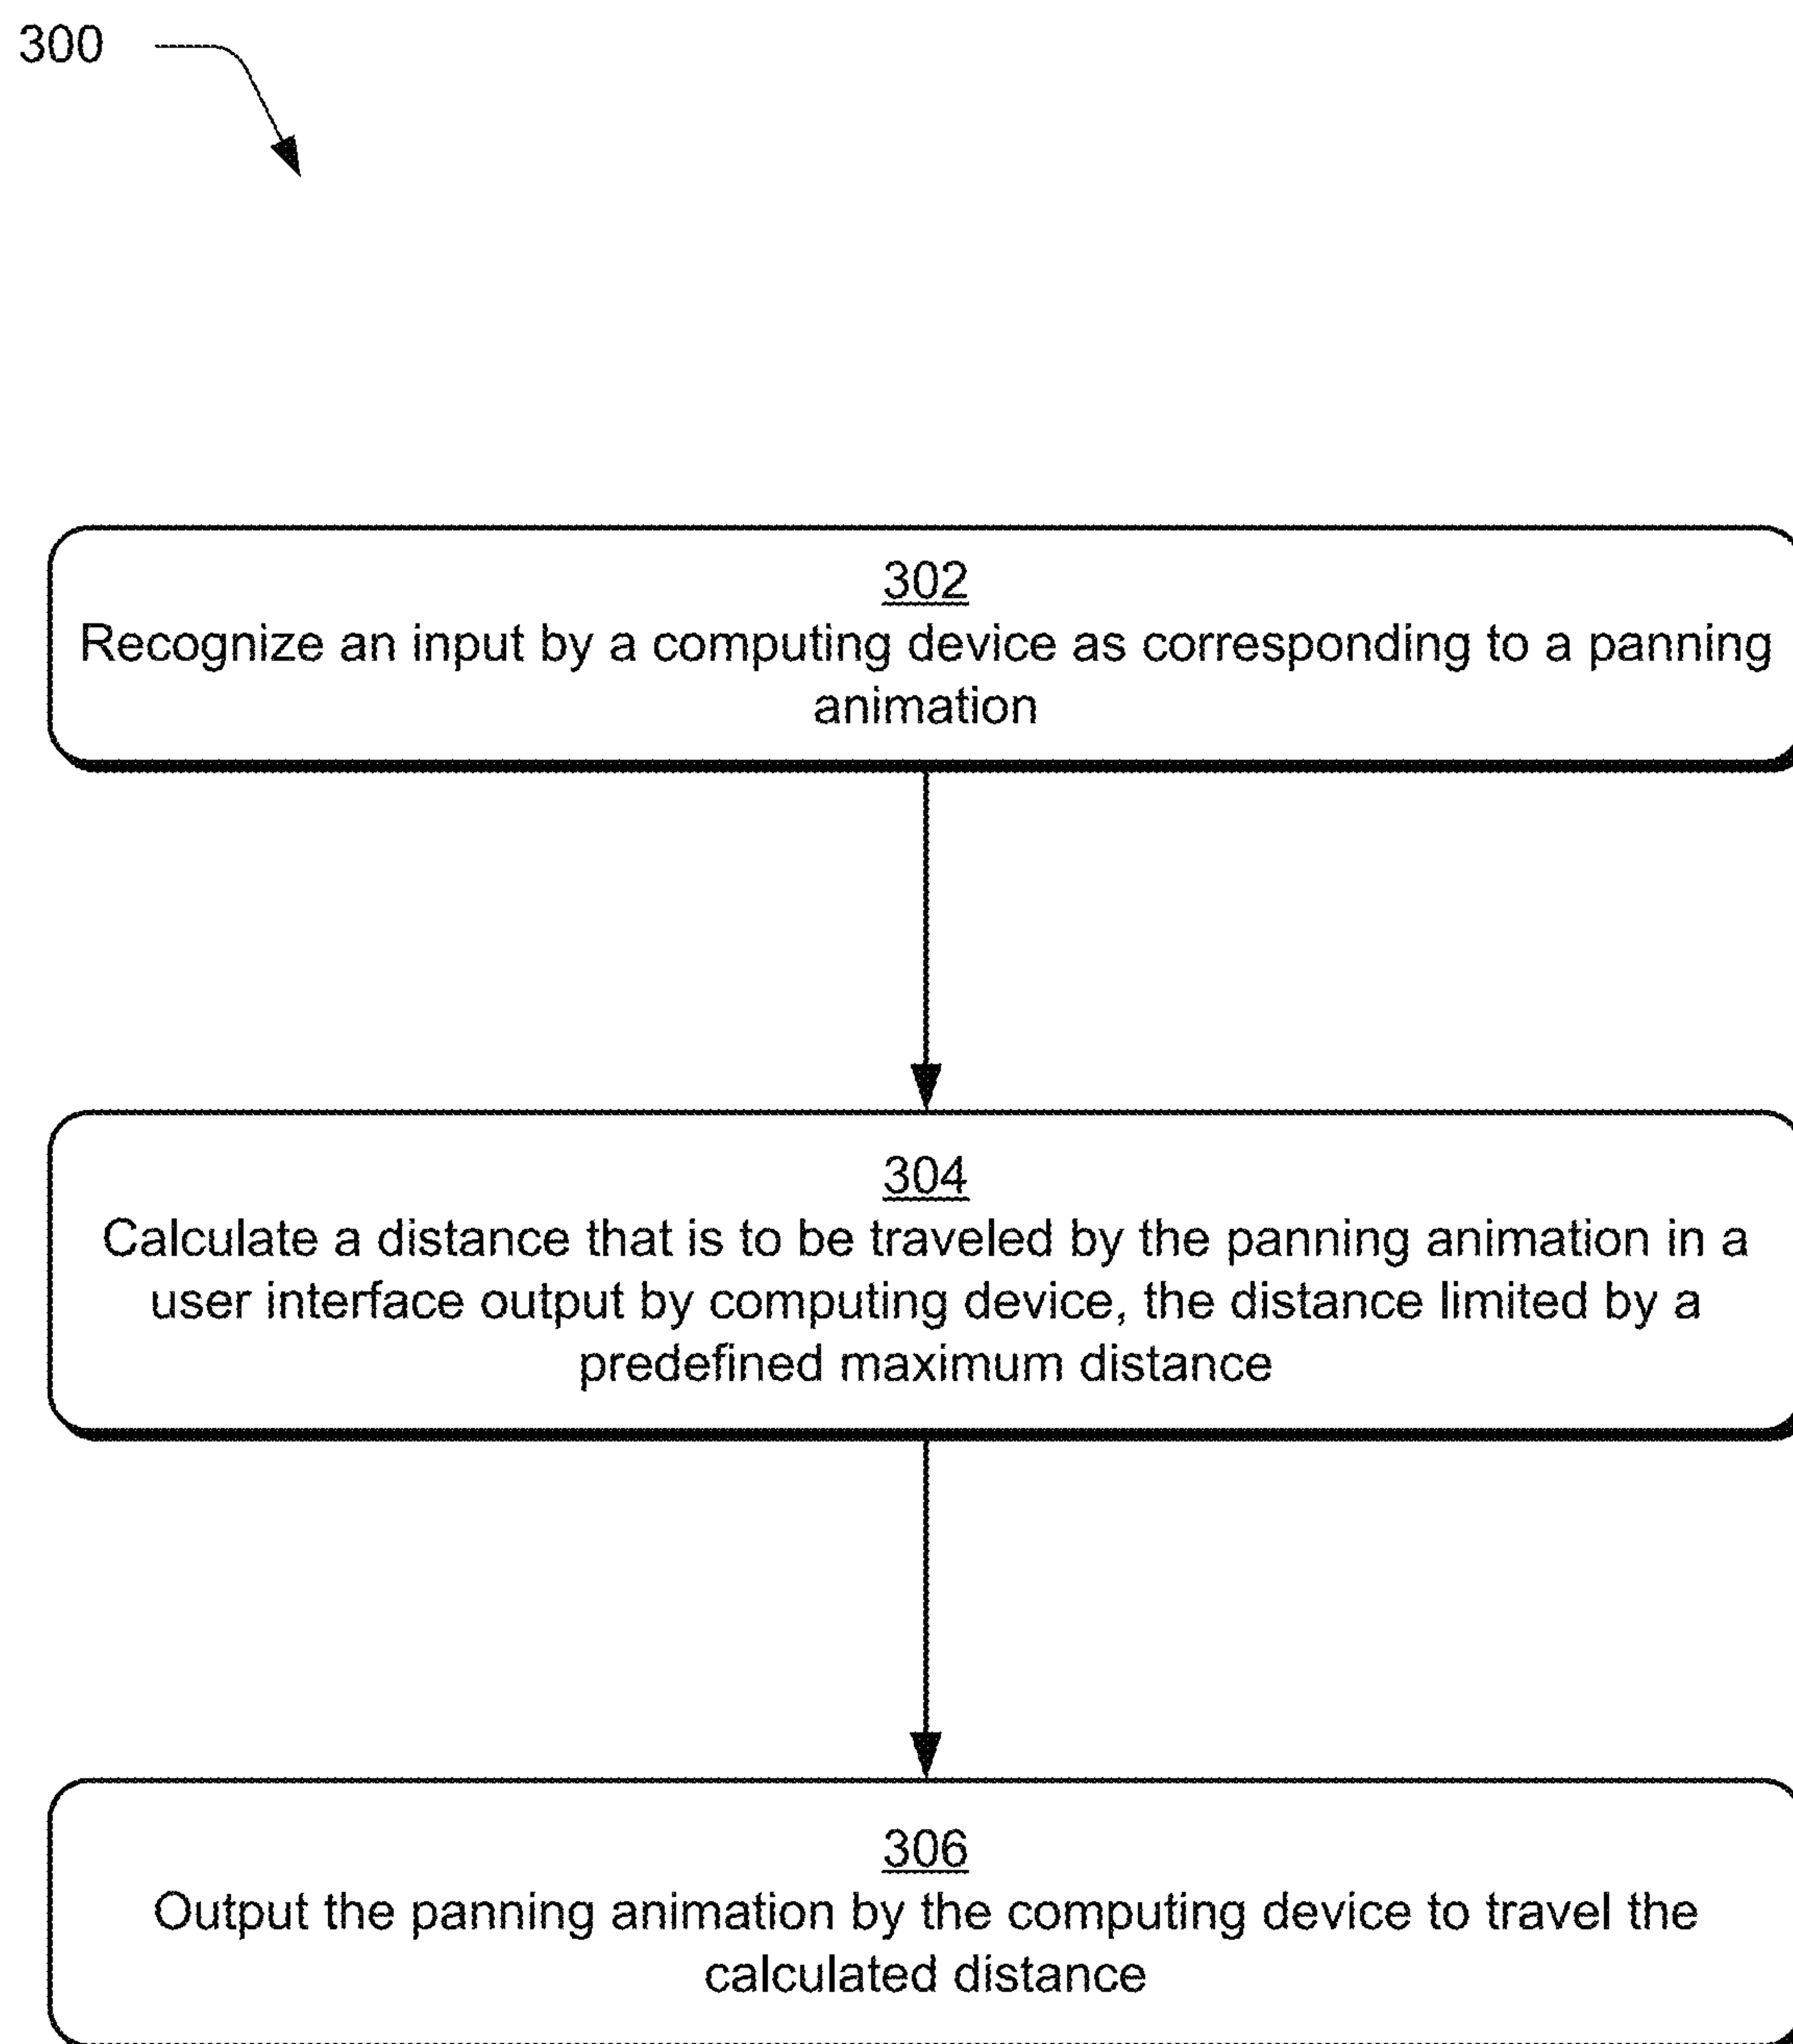 300
302
Recognize an input by a computing device as corresponding to a panning
animation
304
Calculate a distance that is to be traveled by the panning animation in a
user interface output by computing device, the distance limited by a
predefined maximum distance
306
Output the panning animation by the computing device to travel the
calculated distance